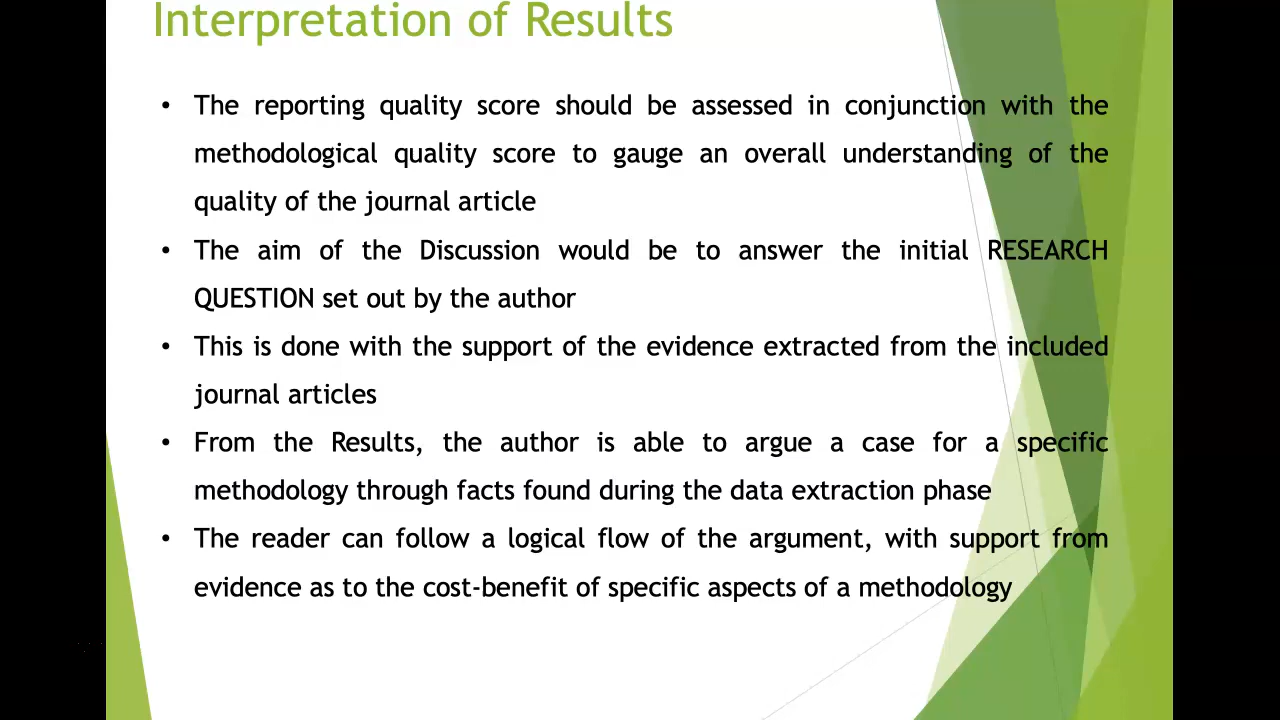 Interpretation of Results
• The reporting quality score should be assessed in conjunction with the
methodological quality score to gauge an overall understanding of the
quality of the journal article
• The aim of the Discussion would be to answer the initial RESEARCH
QUESTION set out by the author
• This is done with the support of the evidence extracted from the included
journal articles
• From the Results, the author is able to argue a case for a specific
methodology through facts found during the data extraction phase
• The reader can follow a logical flow of the argument, with support from
evidence as to the cost-benefit of specific aspects of a methodology